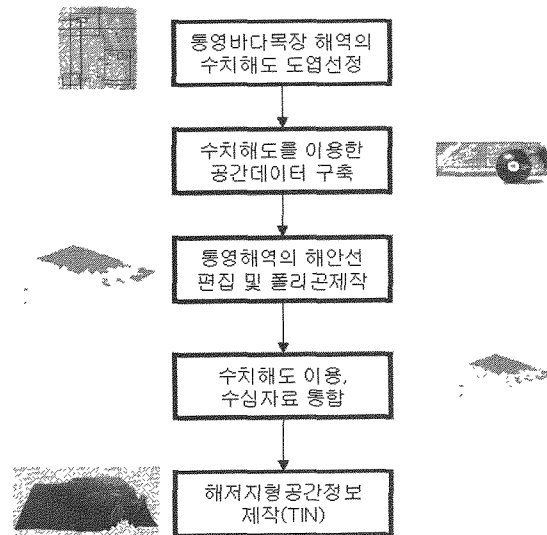 통영바다목장 해역의
수치해도 도엽선정
수치해도를 이용한
공간데이터 구축
통영해역의 해안선
편집 및 폴리곤제작
수치해도 이용,
수심자료 통합
해저지형공간정보
제작(TIN)